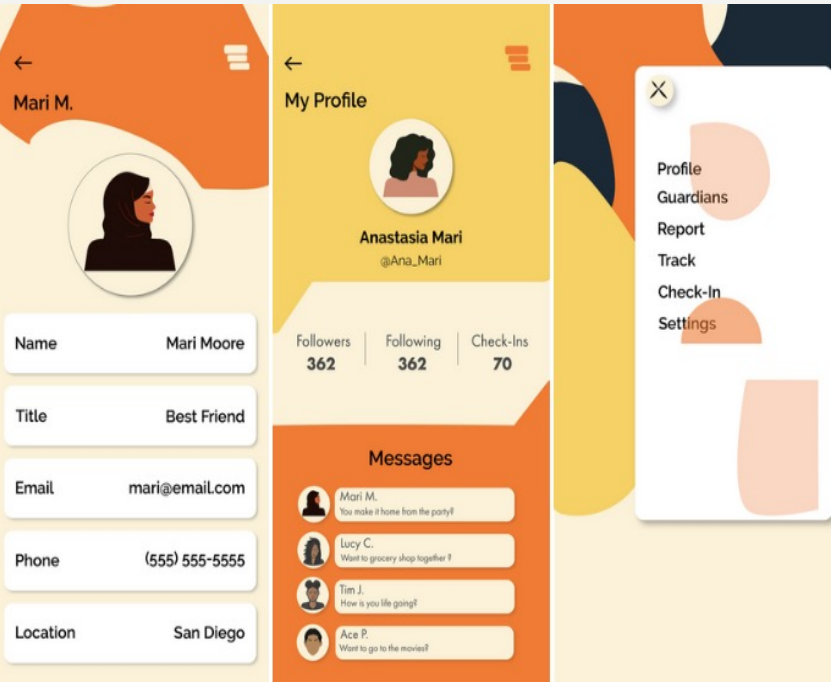 Mari M.
Name Mari Moore
Title Best Friend
Email mari@email.com
Phone (555) 555-5555
Location San Diego
My Profile
Anastasia Mari
@Ana_Mari
Followers Following Check-Ins
362 362 70
Messages
Mari M.
You make it home from the party?
Lucy C.
Want to grocery shop together ?
Tim J.
How is you life going?
Ace P.
Want to go to the movies?
X
Profile
Guardians
Report
Track
Check-In
Settings